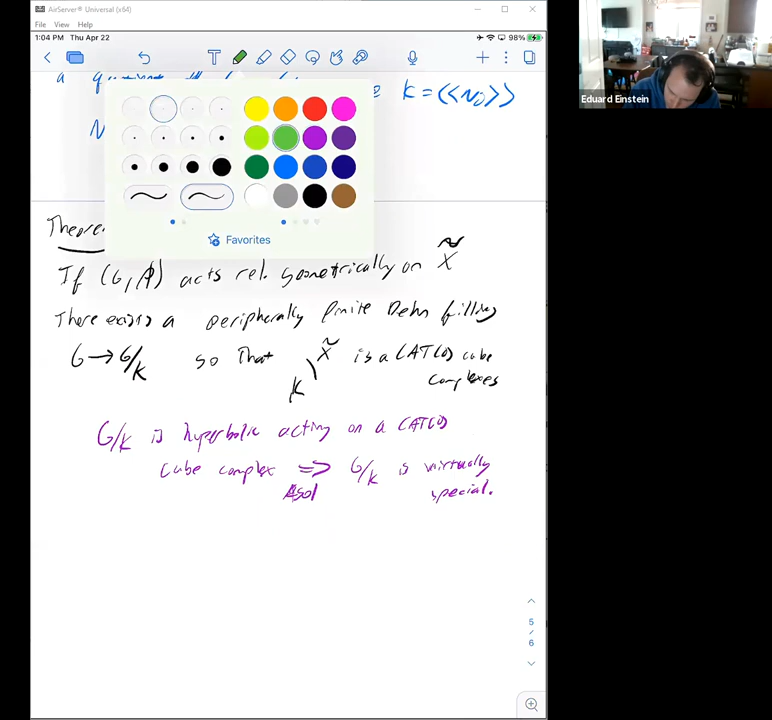 AirServer® Universal (x64)
File Edit View Help
1:04 PM Thu Apr 22
98%
T
Eduard Einstein
a
k = <<N_D>>
N
Favorites
Theore
If (G, P) acts rel. geometrically on X̃
There exists a peripherally finite Dehn filling
G → G/K so that K\X̃ is a CAT(0) cube
complexes
G/K is hyperbolic acting on a CAT(0)
cube complex ⇒ G/K is virtually
Agol special.
5
/
6